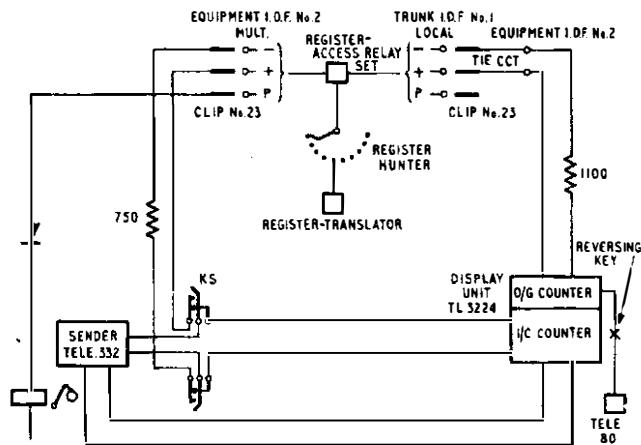 EQUIPMENT I.D.F. No.2
MULT.
−
+
P
CLIP No.23
REGISTER-
ACCESS RELAY
SET
TRUNK I.D.F No.1
LOCAL
−
+
P
TIE CCT
CLIP No.23
EQUIPMENT I.D.F. No.2
REGISTER
HUNTER
REGISTER-TRANSLATOR
750
1100
KS
REVERSING
KEY
DISPLAY
UNIT
TL 3224
O/G COUNTER
I/C COUNTER
SENDER
TELE.332
TELE
80